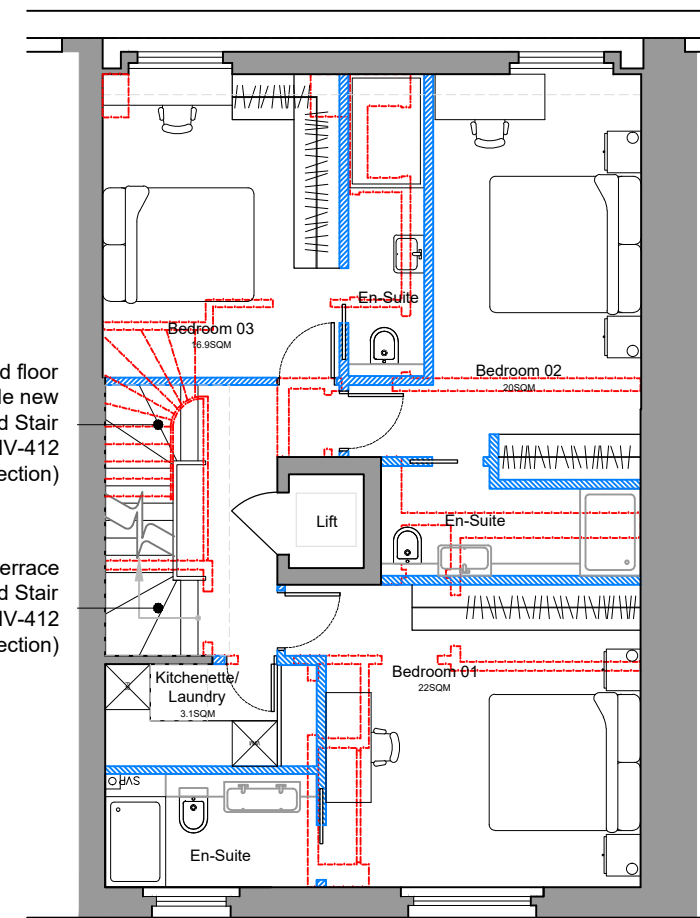 En-Suite
Bedroom 03
16.9SQM
Bedroom 02
20SQM
d floor
le new
d Stair
IV-412
ection)
Lift
En-Suite
errace
d Stair
IV-412
ection)
Kitchenette/
Laundry
3.1SQM
Bedroom 01
22SQM
SVP
En-Suite